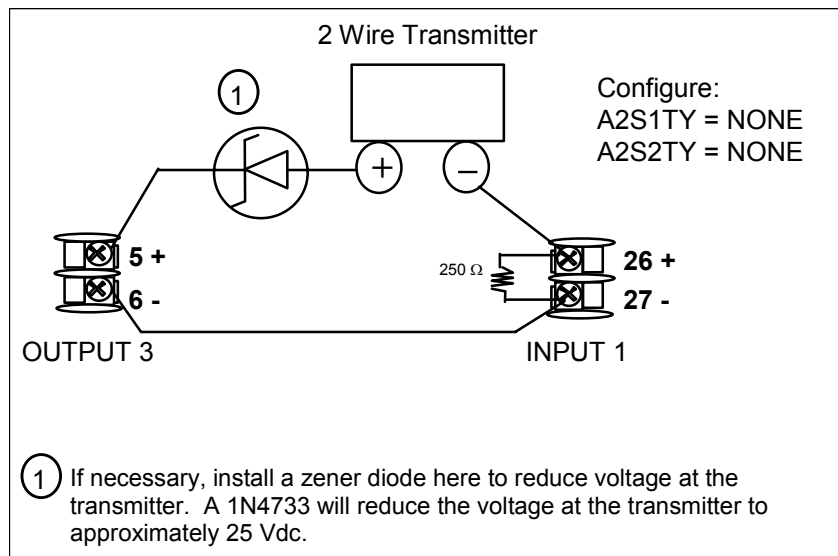 2 Wire Transmitter
1
Configure:
A2S1TY = NONE
A2S2TY = NONE
+
−
5 +
250 Ω
26 +
6 -
27 -
OUTPUT 3
INPUT 1
1 If necessary, install a zener diode here to reduce voltage at the
transmitter. A 1N4733 will reduce the voltage at the transmitter to
approximately 25 Vdc.